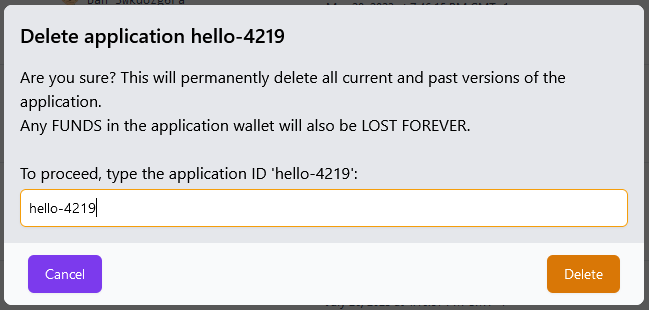 Delete application hello-4219
Are you sure? This will permanently delete all current and past versions of the
application.
Any FUNDS in the application wallet will also be LOST FOREVER.
To proceed, type the application ID 'hello-4219':
hello-4219
Cancel
Delete